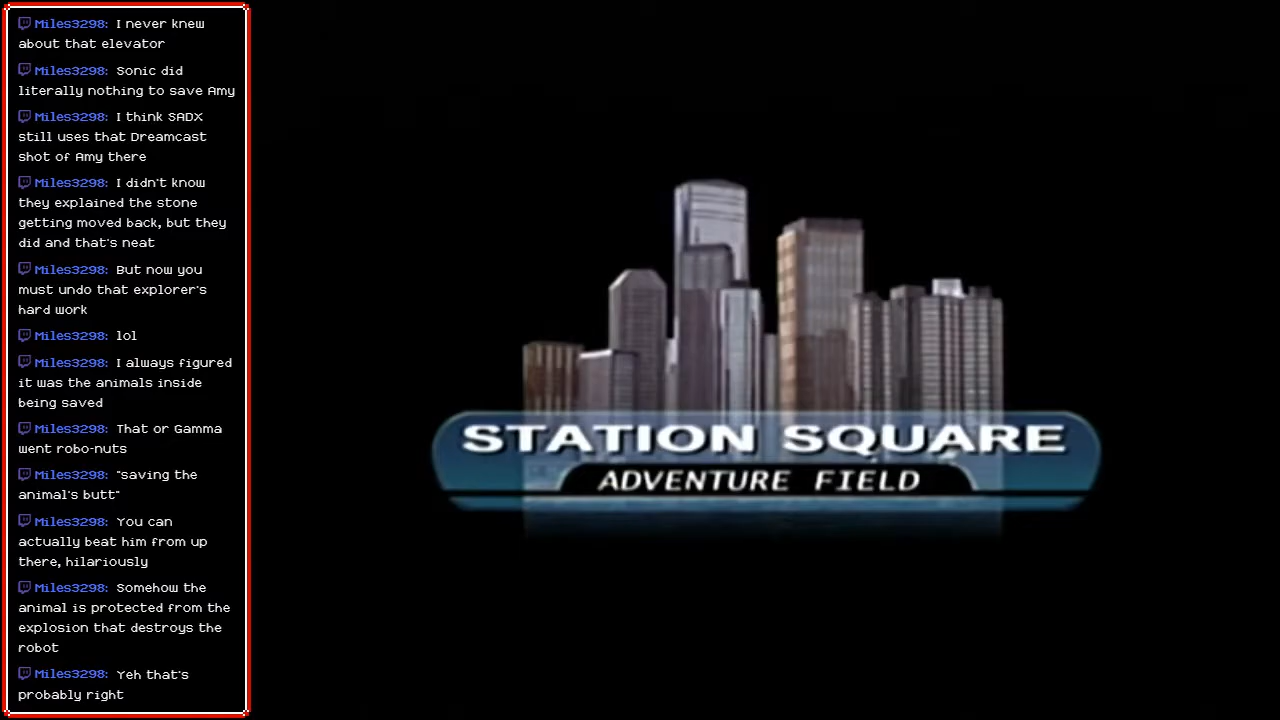 Miles3298: I never knew
about that elevator
Miles3298: Sonic did
literally nothing to save Amy
Miles3298: I think SADX
still uses that Dreamcast
shot of Amy there
Miles3298: I didn't know
they explained the stone
getting moved back, but they
did and that's neat
Miles3298: But now you
must undo that explorer's
hard work
Miles3298: lol
Miles3298: I always figured
it was the animals inside
being saved
Miles3298: That or Gamma
went robo-nuts
Miles3298: "saving the
animal's butt"
Miles3298: You can
actually beat him from up
there, hilariously
Miles3298: Somehow the
animal is protected from the
explosion that destroys the
robot
Miles3298: Yeh that's
probably right
STATION SQUARE
ADVENTURE FIELD